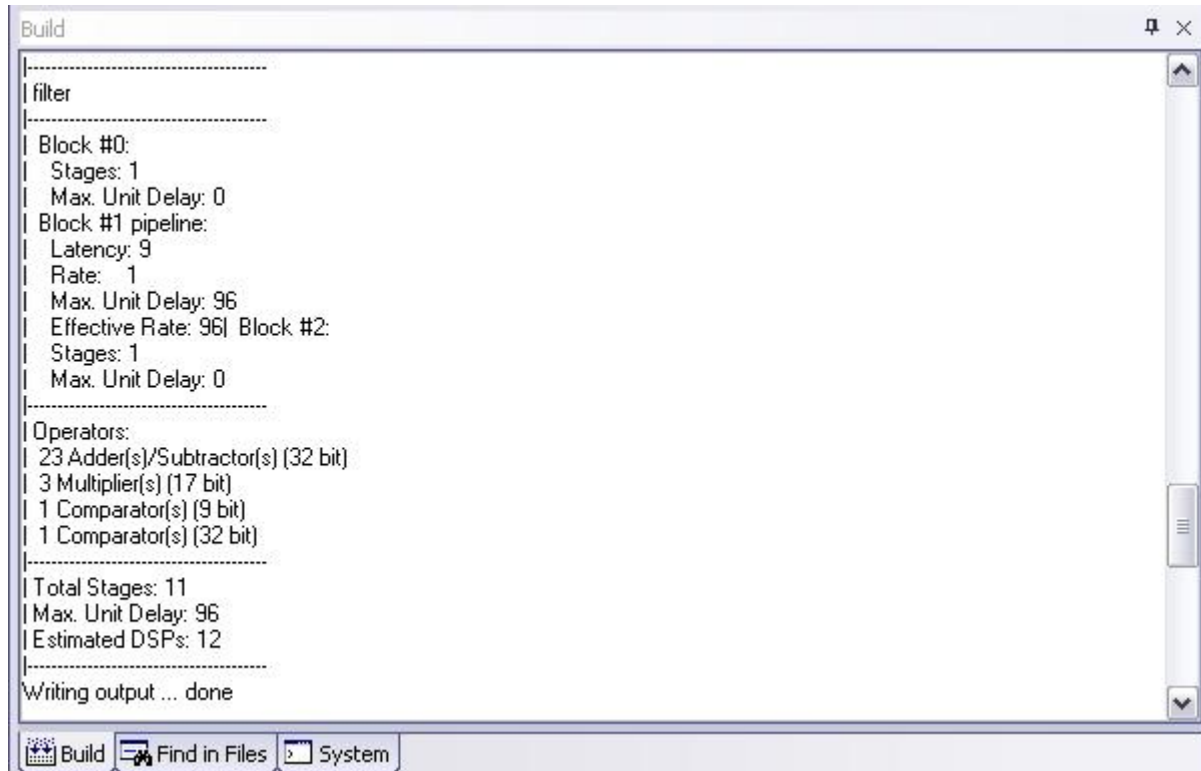 Build
|----------------------------------------
| filter
|----------------------------------------
|  Block #0:
|    Stages: 1
|    Max. Unit Delay: 0
|  Block #1 pipeline:
|    Latency: 9
|    Rate:    1
|    Max. Unit Delay: 96
|    Effective Rate: 96|  Block #2:
|    Stages: 1
|    Max. Unit Delay: 0
|----------------------------------------
| Operators:
|  23 Adder(s)/Subtractor(s) (32 bit)
|  3 Multiplier(s) (17 bit)
|  1 Comparator(s) (9 bit)
|  1 Comparator(s) (32 bit)
|----------------------------------------
| Total Stages: 11
| Max. Unit Delay: 96
| Estimated DSPs: 12
|----------------------------------------
Writing output ... done
Build Find in Files System